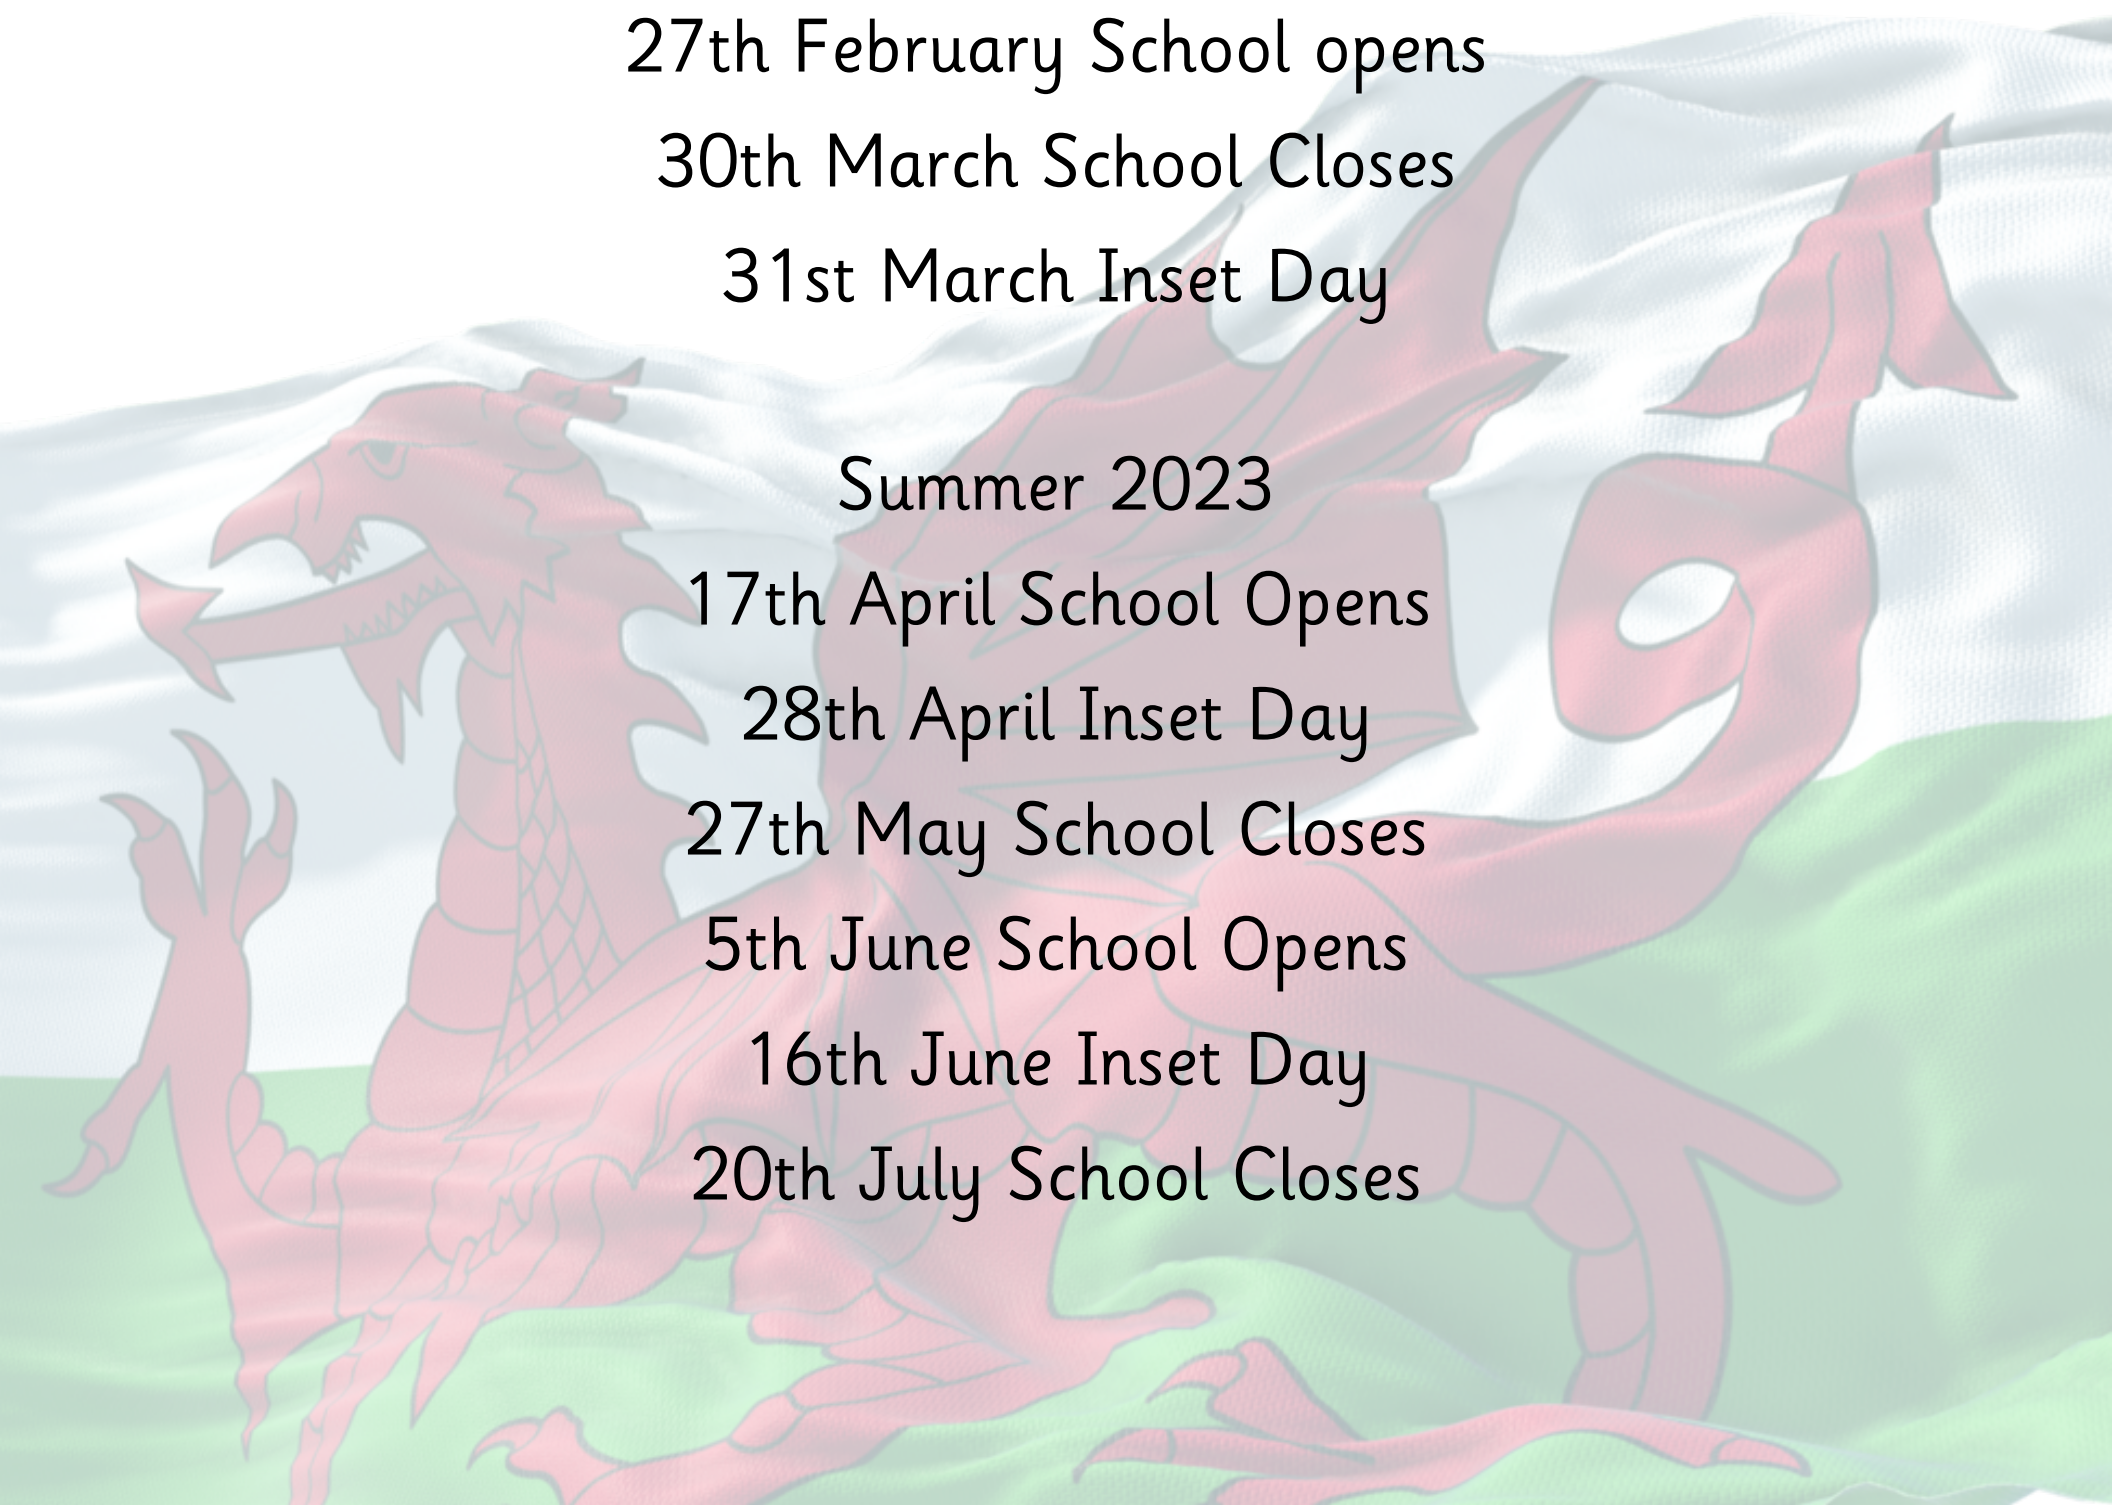 27th February School opens
30th March School Closes
31st March Inset Day
Summer 2023
17th April School Opens
28th April Inset Day
27th May School Closes
5th June School Opens
16th June Inset Day
20th July School Closes